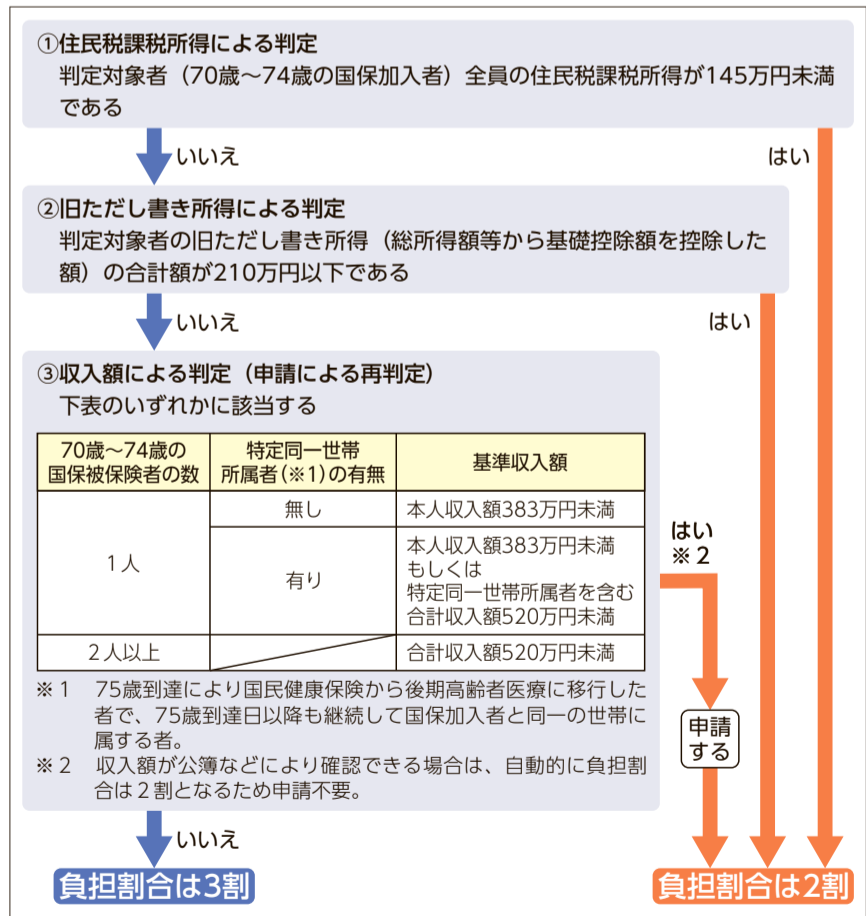 ①住民税課税所得による判定
判定対象者（70歳〜74歳の国保加入者）全員の住民税課税所得が145万円未満
である
いいえ
はい
②旧ただし書き所得による判定
判定対象者の旧ただし書き所得（総所得額等から基礎控除額を控除した
額）の合計額が210万円以下である
いいえ
はい
③収入額による判定（申請による再判定）
下表のいずれかに該当する
70歳〜74歳の
国保被保険者の数
特定同一世帯
所属者(※1)の有無
基準収入額
1人
無し
本人収入額383万円未満
有り
本人収入額383万円未満
もしくは
特定同一世帯所属者を含む
合計収入額520万円未満
2人以上
合計収入額520万円未満
はい
※2
※1 75歳到達により国民健康保険から後期高齢者医療に移行した
者で、75歳到達日以降も継続して国保加入者と同一の世帯に
属する者。
※2 収入額が公簿などにより確認できる場合は、自動的に負担割
合は2割となるため申請不要。
申請
する
いいえ
負担割合は3割
負担割合は2割